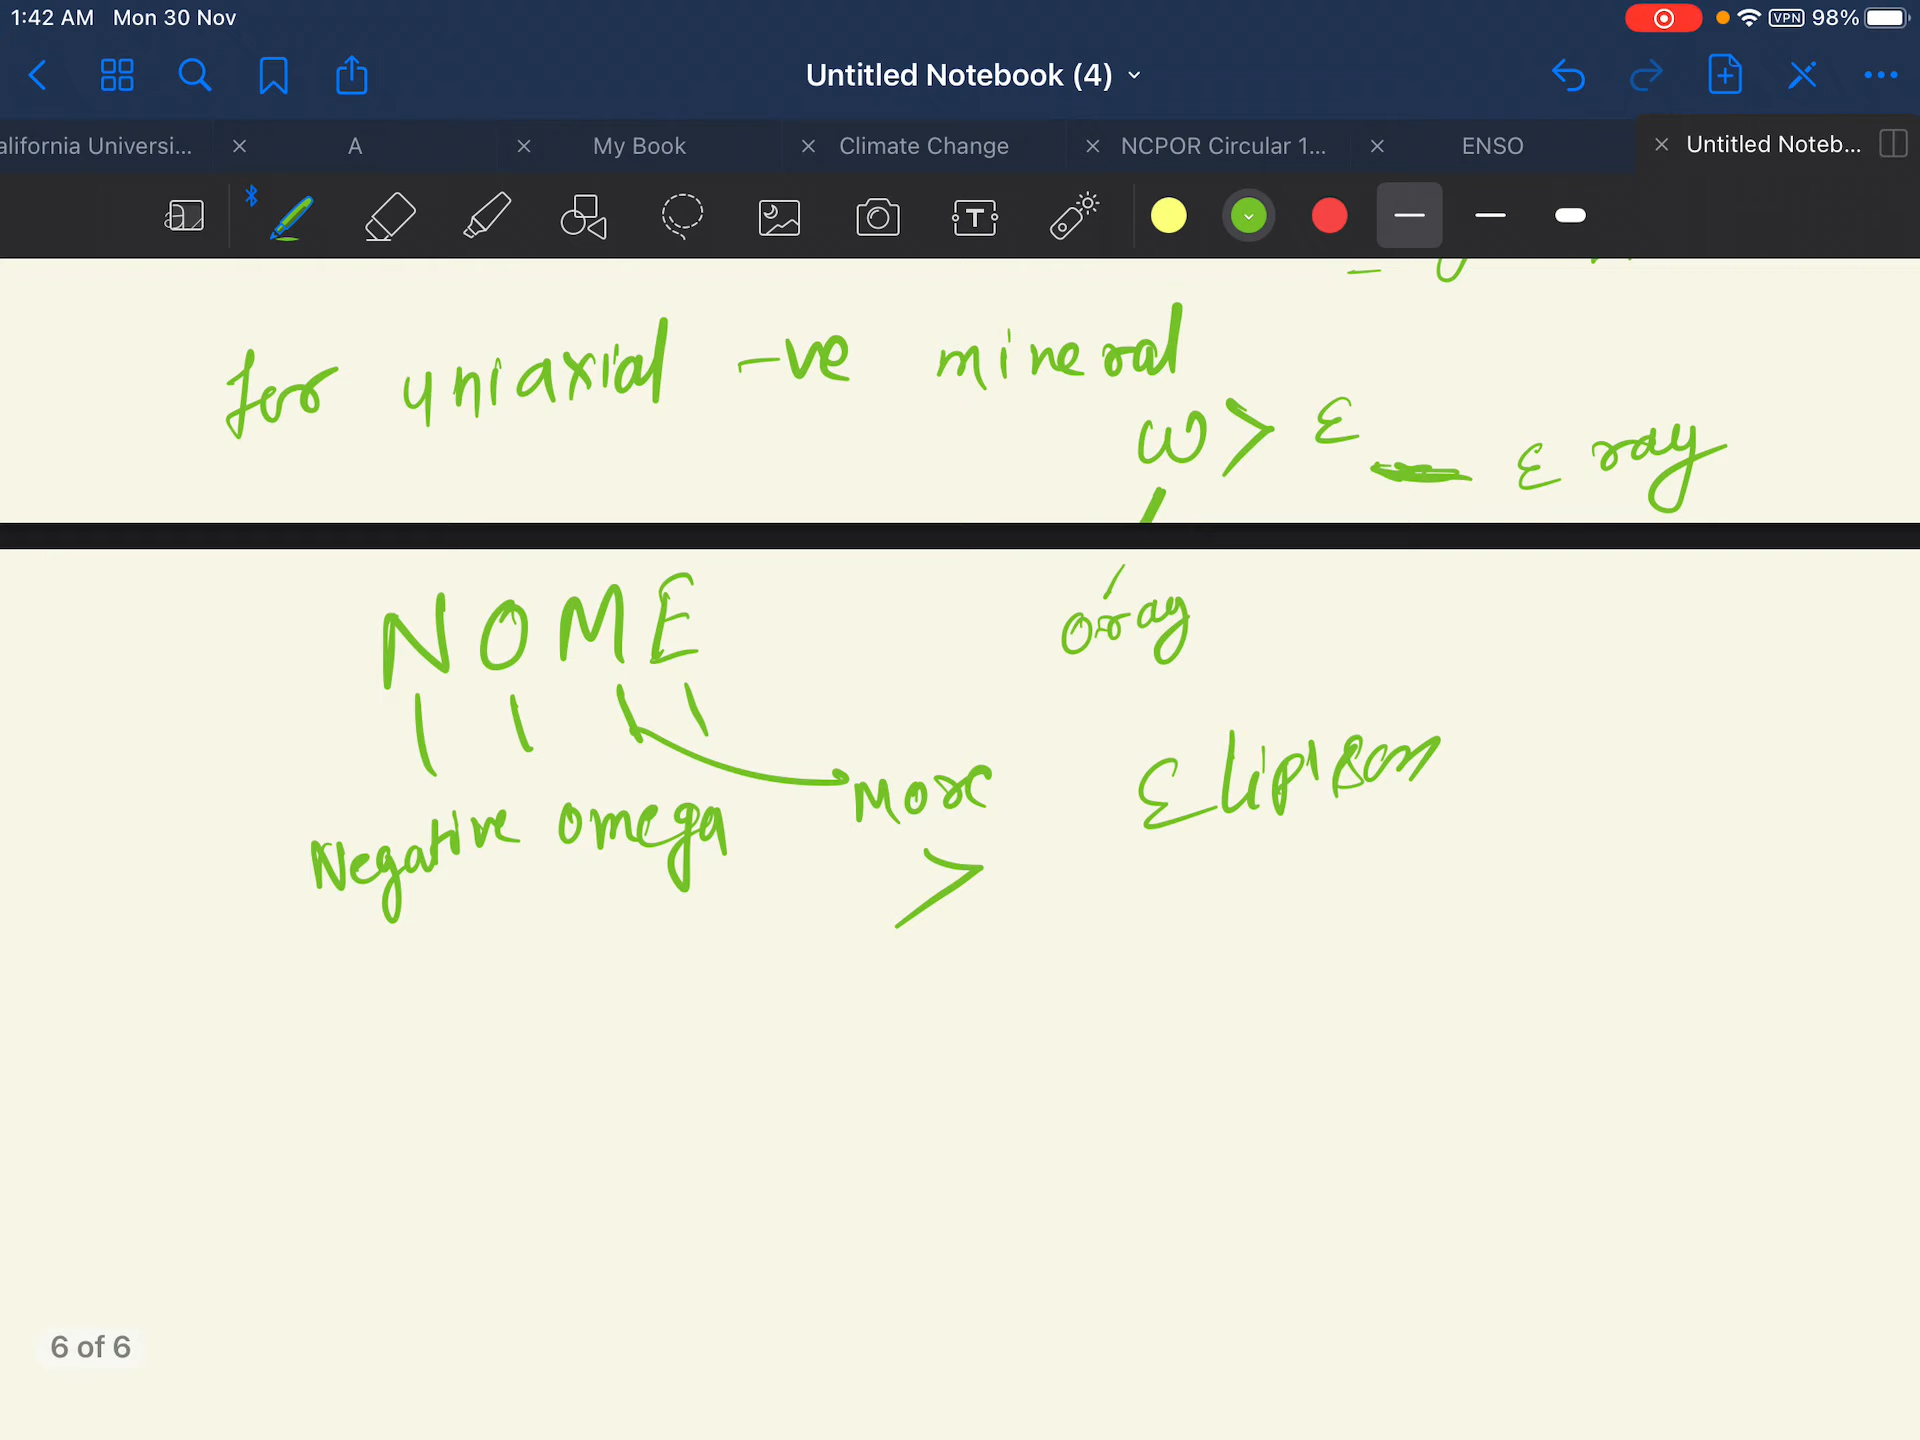 1:42 AM Mon 30 Nov
VPN 98%
Untitled Notebook (4)
alifornia Universi...
A
My Book
Climate Change
NCPOR Circular 1...
ENSO
Untitled Noteb...
for uniaxial -ve mineral
ω > ε
ε ray
NOME
o ray
More
Negative omega
>
6 of 6